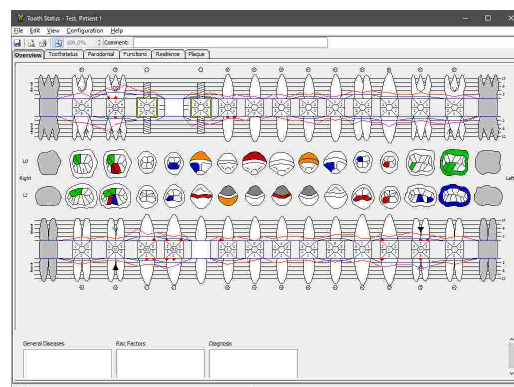 Tooth Status - Test, Patient 1
File Edit View Configuration Help
100,0% Comment:
Overview Toothstatus Parodontal Functions Resilience Plaque
Right Left
General Diseases Risc Factors Diagnosis